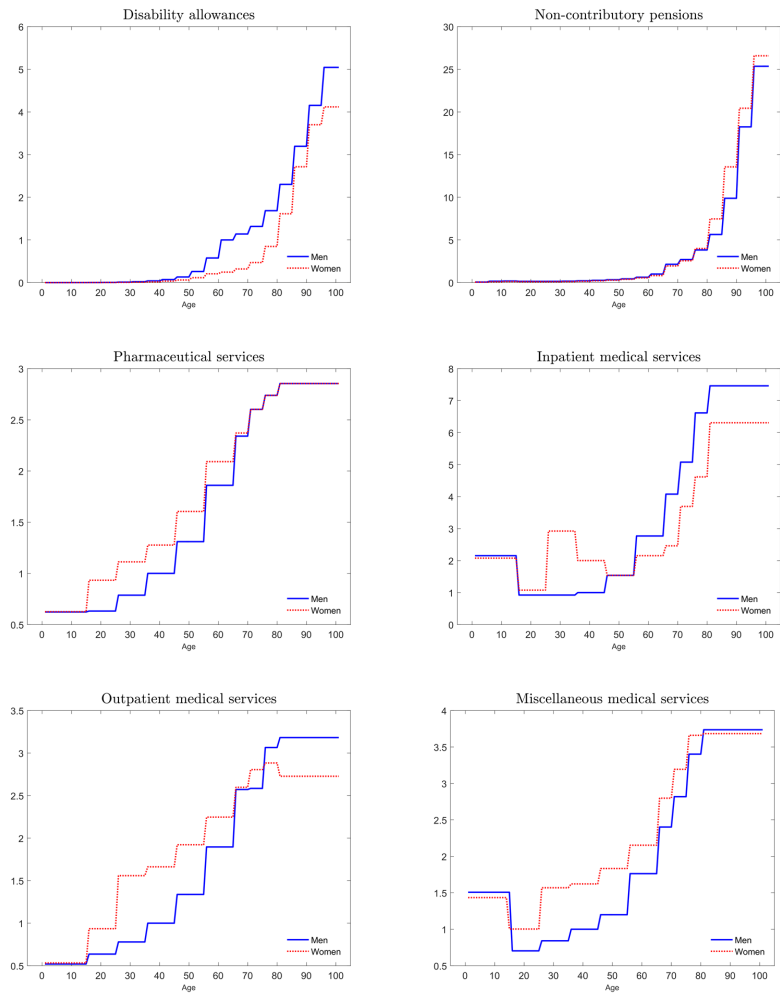 Disability allowances
6
5
4
3
2
1
0
0 10 20 30 40 50 60 70 80 90 100
Age
Men
Women
Non-contributory pensions
30
25
20
15
10
5
0
0 10 20 30 40 50 60 70 80 90 100
Age
Men
Women
Pharmaceutical services
3
2.5
2
1.5
1
0.5
0 10 20 30 40 50 60 70 80 90 100
Age
Men
Women
Inpatient medical services
8
7
6
5
4
3
2
1
0
0 10 20 30 40 50 60 70 80 90 100
Age
Men
Women
Outpatient medical services
3.5
3
2.5
2
1.5
1
0.5
0 10 20 30 40 50 60 70 80 90 100
Age
Men
Women
Miscellaneous medical services
4
3.5
3
2.5
2
1.5
1
0.5
0 10 20 30 40 50 60 70 80 90 100
Age
Men
Women